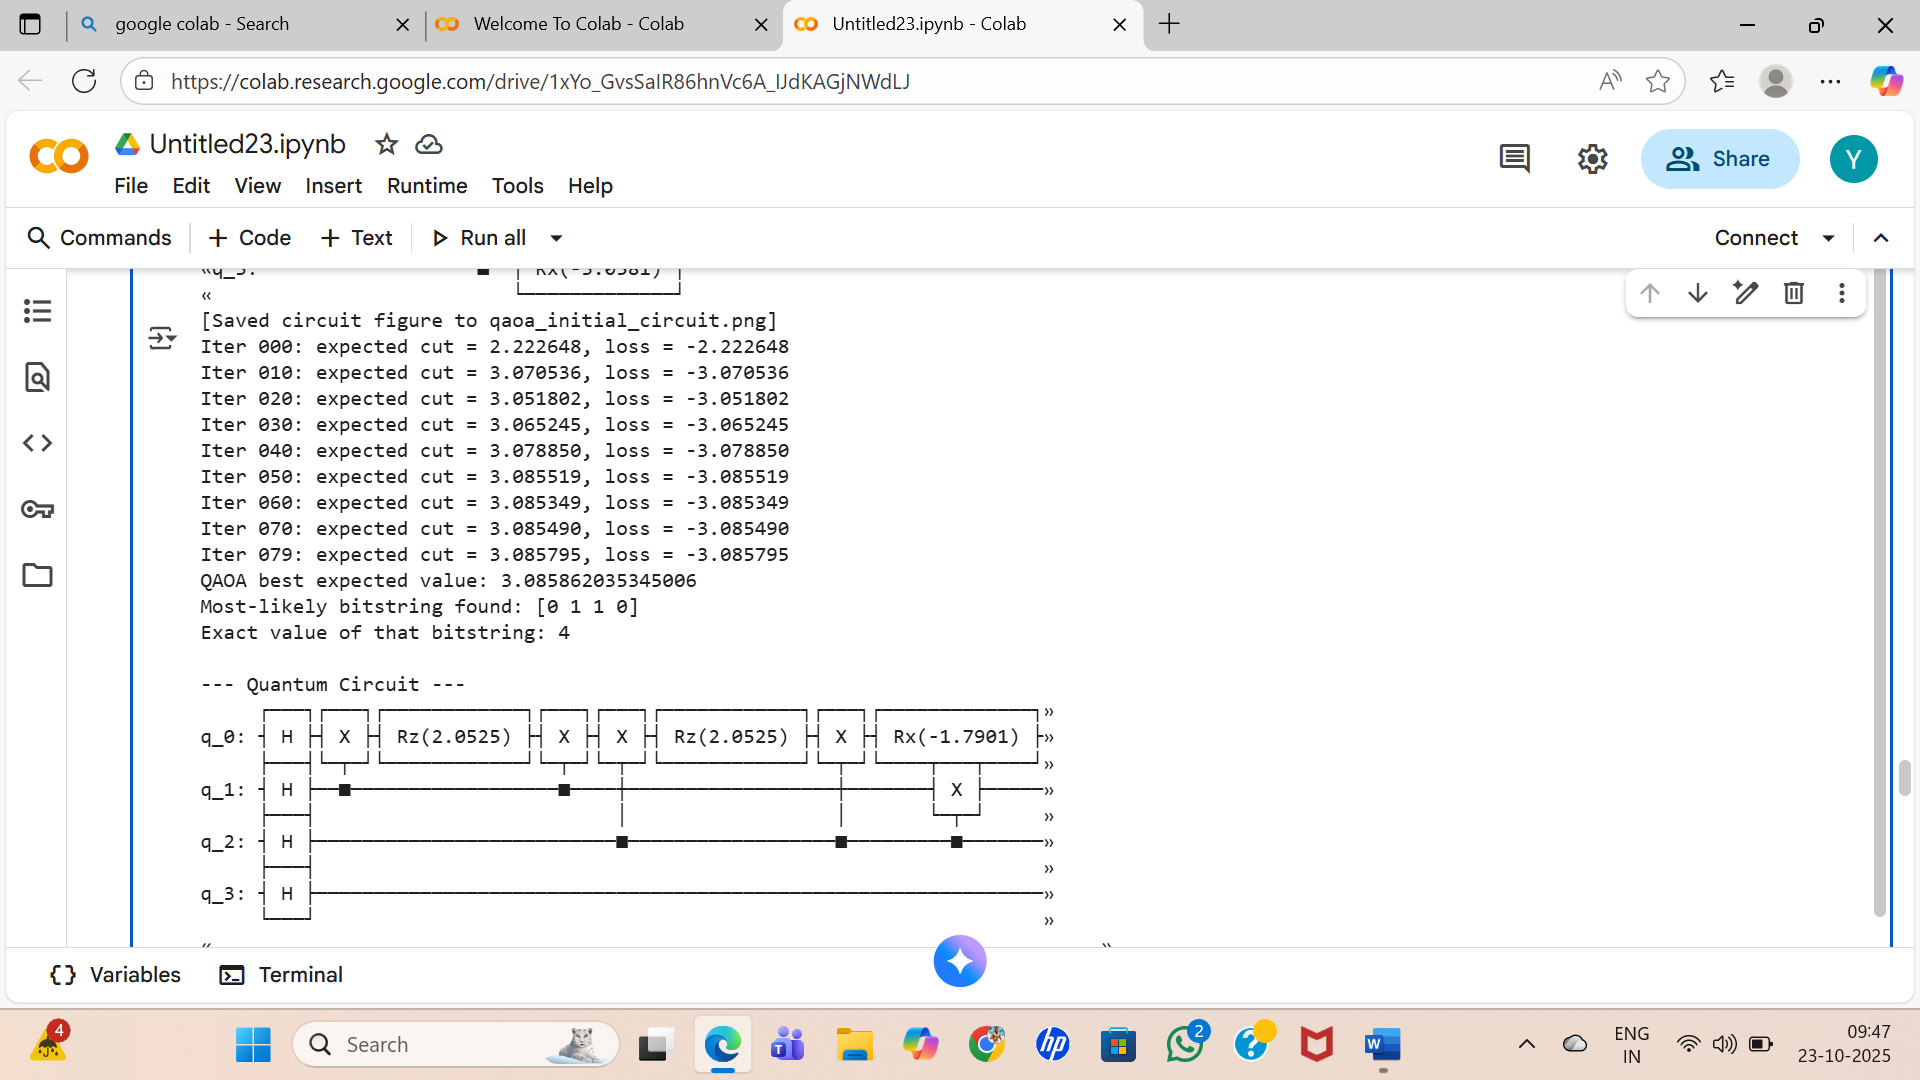 google colab - Search
Welcome To Colab - Colab
Untitled23.ipynb - Colab
https://colab.research.google.com/drive/1xYo_GvsSaIR86hnVc6A_IJdKAGjNWdLJ
Untitled23.ipynb
File Edit View Insert Runtime Tools Help
Share
Y
Commands + Code + Text Run all
Connect
«q_3: ■ Rx(-3.0381)
«
[Saved circuit figure to qaoa_initial_circuit.png]
Iter 000: expected cut = 2.222648, loss = -2.222648
Iter 010: expected cut = 3.070536, loss = -3.070536
Iter 020: expected cut = 3.051802, loss = -3.051802
Iter 030: expected cut = 3.065245, loss = -3.065245
Iter 040: expected cut = 3.078850, loss = -3.078850
Iter 050: expected cut = 3.085519, loss = -3.085519
Iter 060: expected cut = 3.085349, loss = -3.085349
Iter 070: expected cut = 3.085490, loss = -3.085490
Iter 079: expected cut = 3.085795, loss = -3.085795
QAOA best expected value: 3.085862035345006
Most-likely bitstring found: [0 1 1 0]
Exact value of that bitstring: 4
--- Quantum Circuit ---
»
q_0: H X Rz(2.0525) X X Rz(2.0525) X Rx(-1.7901) »
»
q_1: H ■ ■ X »
»
q_2: H ■ ■ ■ »
»
q_3: H »
»
« »
{} Variables Terminal
4
Search
2
ENG
IN
09:47
23-10-2025